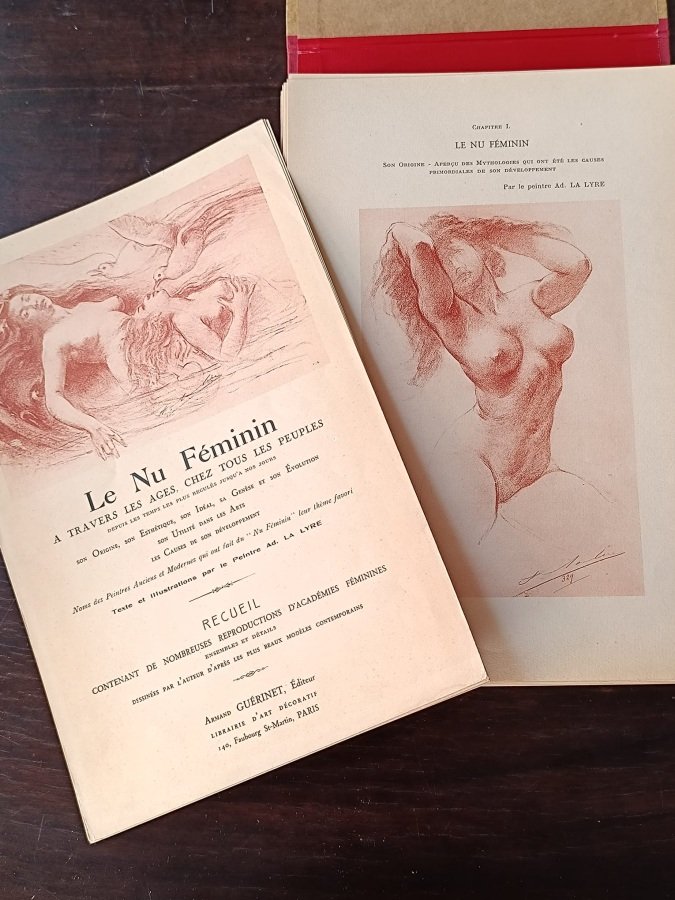 Le Nu Féminin
A TRAVERS LES AGES, CHEZ TOUS LES PEUPLES
DEPUIS LES TEMPS LES PLUS RECULÉS JUSQU'A NOS JOURS
SON ORIGINE, SON ESTHÉTIQUE, SON IDÉAL, SA GENÈSE ET SON ÉVOLUTION
SON UTILITÉ DANS LES ARTS
LES CAUSES DE SON DÉVELOPPEMENT
Noms des Peintres Anciens et Modernes qui ont fait du "Nu Féminin" leur thème favori
Texte et Illustrations par le Peintre Ad. LA LYRE
RECUEIL
CONTENANT DE NOMBREUSES REPRODUCTIONS D'ACADÉMIES FÉMININES
ENSEMBLES ET DÉTAILS
DESSINÉES PAR L'AUTEUR D'APRÈS LES PLUS BEAUX MODÈLES CONTEMPORAINS
ARMAND GUÉRINET, Éditeur
LIBRAIRIE D'ART DÉCORATIF
140, Faubourg St-Martin, PARIS
CHAPITRE I.
LE NU FÉMININ
SON ORIGINE - APERÇU DES MYTHOLOGIES QUI ONT ÉTÉ LES CAUSES
PRIMORDIALES DE SON DÉVELOPPEMENT
Par le peintre Ad. LA LYRE